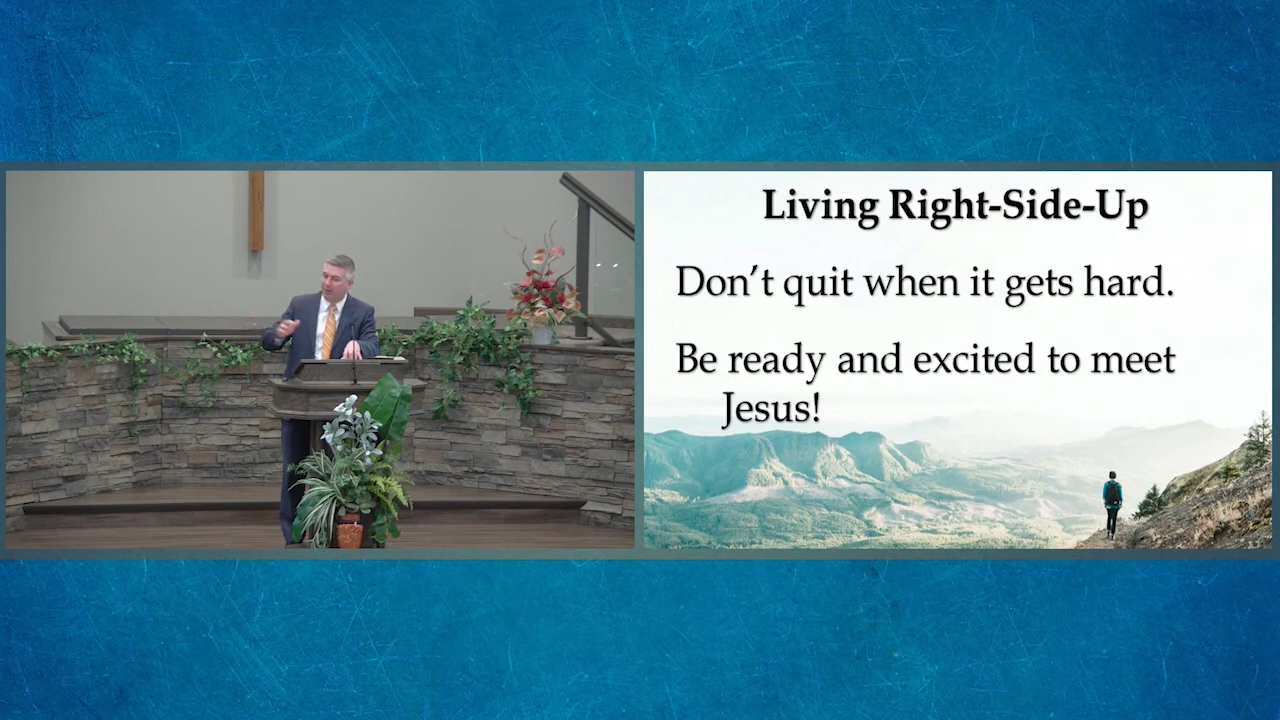 Living Right-Side-Up
Don't quit when it gets hard.
Be ready and excited to meet
Jesus!